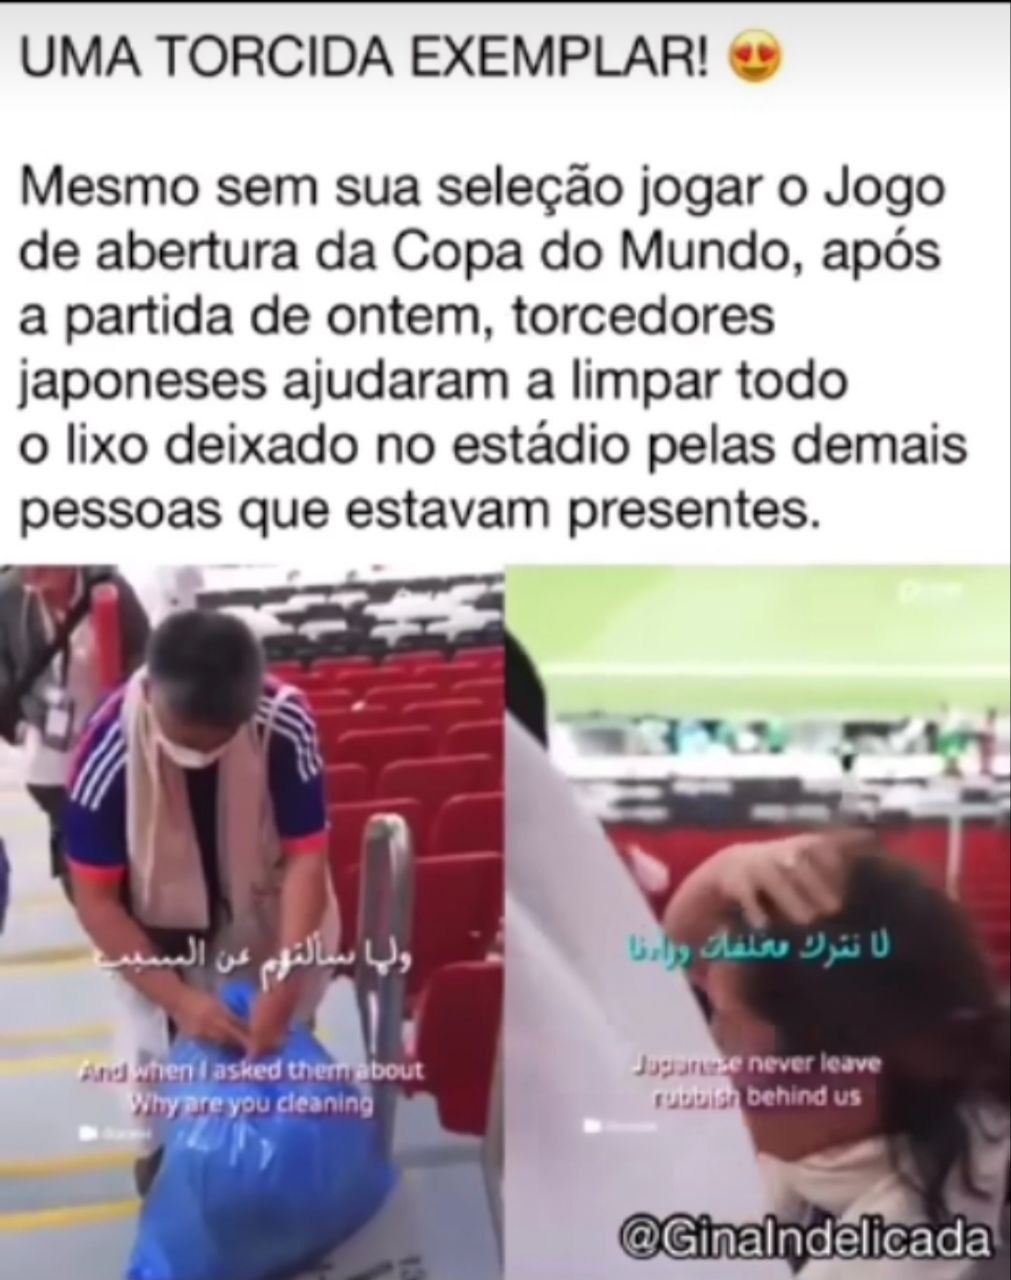 UMA TORCIDA EXEMPLAR! 😍
Mesmo sem sua seleção jogar o Jogo
de abertura da Copa do Mundo, após
a partida de ontem, torcedores
japoneses ajudaram a limpar todo
o lixo deixado no estádio pelas demais
pessoas que estavam presentes.
ولما سألتهم عن السبب
And when I asked them about
Why are you cleaning
لا نترك مخلفات وراءنا
Japanese never leave
rubbish behind us
@GinaIndelicada